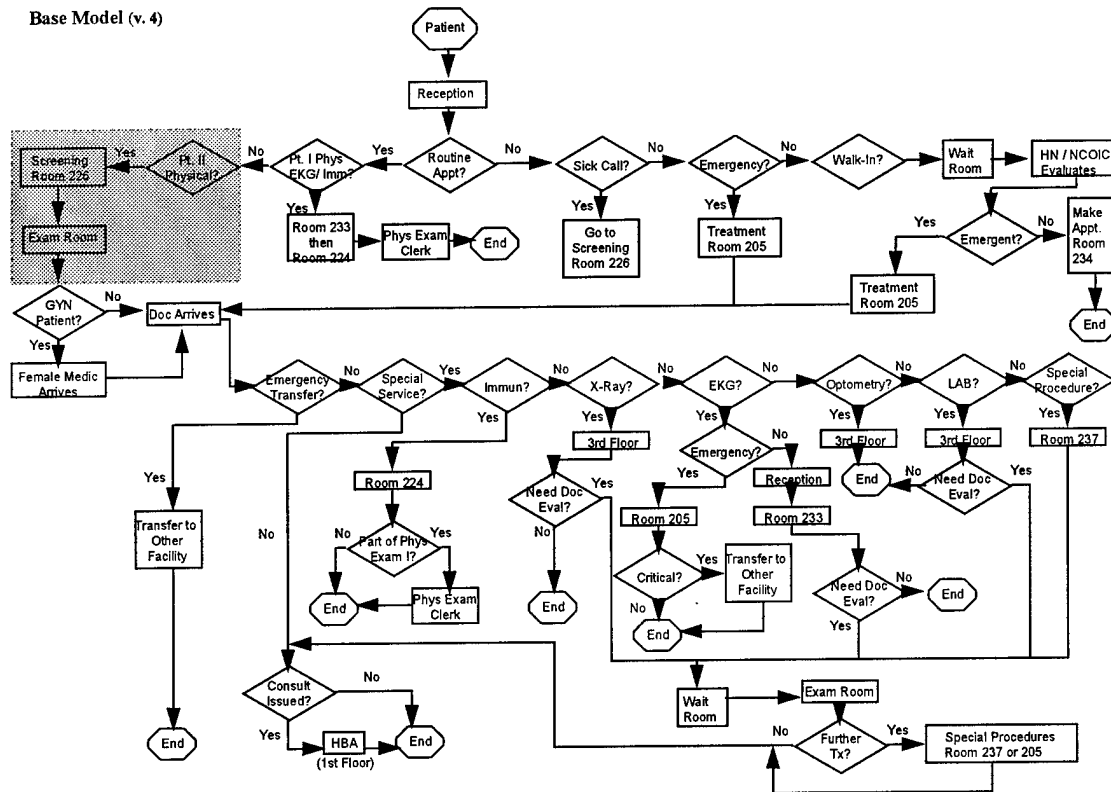 Base Model (v. 4)
Patient
Reception
Routine
Appt?
Yes
No
Pt. I Phys
EKG/ Imm?
No
Yes
Pt. II
Physical?
Yes
Screening
Room 226
Exam Room
Room 233
then
Room 224
Phys Exam
Clerk
End
Sick Call?
No
Yes
Go to
Screening
Room 226
Emergency?
No
Yes
Treatment
Room 205
Walk-In?
Wait
Room
HN / NCOIC
Evaluates
Emergent?
Yes
No
Treatment
Room 205
Make
Appt.
Room
234
End
GYN
Patient?
No
Yes
Doc Arrives
Female Medic
Arrives
Emergency
Transfer?
No
Yes
Transfer to
Other
Facility
End
Special
Service?
Yes
No
Immun?
No
Yes
Room 224
Part of Phys
Exam I?
No
Yes
End
Phys Exam
Clerk
X-Ray?
No
Yes
3rd Floor
Need Doc
Eval?
Yes
No
End
EKG?
No
Yes
Emergency?
Yes
No
Room 205
Critical?
Yes
No
Transfer to
Other
Facility
End
Reception
Room 233
Need Doc
Eval?
No
Yes
End
Optometry?
No
Yes
3rd Floor
End
LAB?
No
Yes
3rd Floor
Need Doc
Eval?
No
Yes
Special
Procedure?
Yes
Room 237
Consult
Issued?
No
Yes
HBA
(1st Floor)
End
Wait
Room
Exam Room
Further
Tx?
No
Yes
Special Procedures
Room 237 or 205